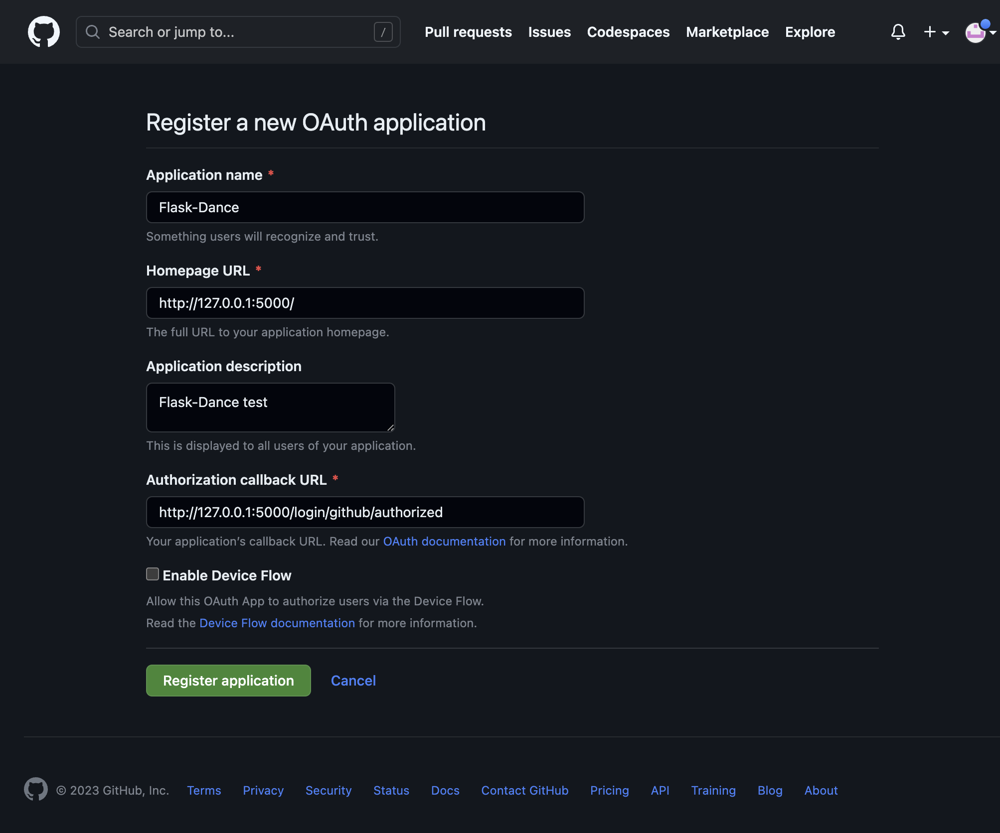 Search or jump to... / Pull requests Issues Codespaces Marketplace Explore
Register a new OAuth application
Application name *
Flask-Dance
Something users will recognize and trust.
Homepage URL *
http://127.0.0.1:5000/
The full URL to your application homepage.
Application description
Flask-Dance test
This is displayed to all users of your application.
Authorization callback URL *
http://127.0.0.1:5000/login/github/authorized
Your application’s callback URL. Read our OAuth documentation for more information.
Enable Device Flow
Allow this OAuth App to authorize users via the Device Flow.
Read the Device Flow documentation for more information.
Register application Cancel
© 2023 GitHub, Inc. Terms Privacy Security Status Docs Contact GitHub Pricing API Training Blog About